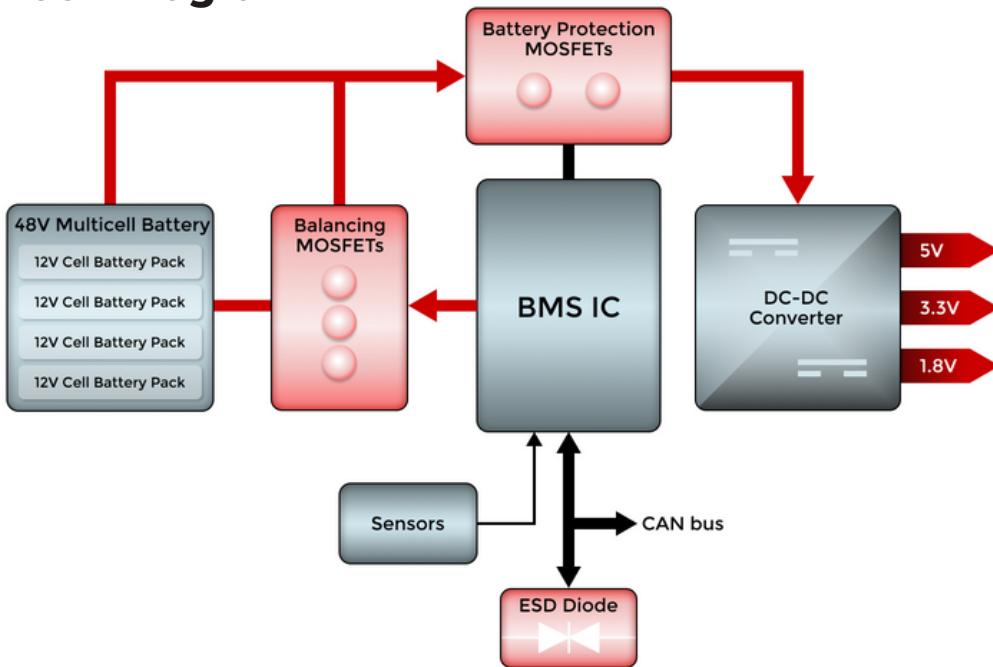 Battery Protection
MOSFETs
48V Multicell Battery
12V Cell Battery Pack
12V Cell Battery Pack
12V Cell Battery Pack
12V Cell Battery Pack
Balancing
MOSFETs
BMS IC
DC-DC
Converter
5V
3.3V
1.8V
Sensors
CAN bus
ESD Diode